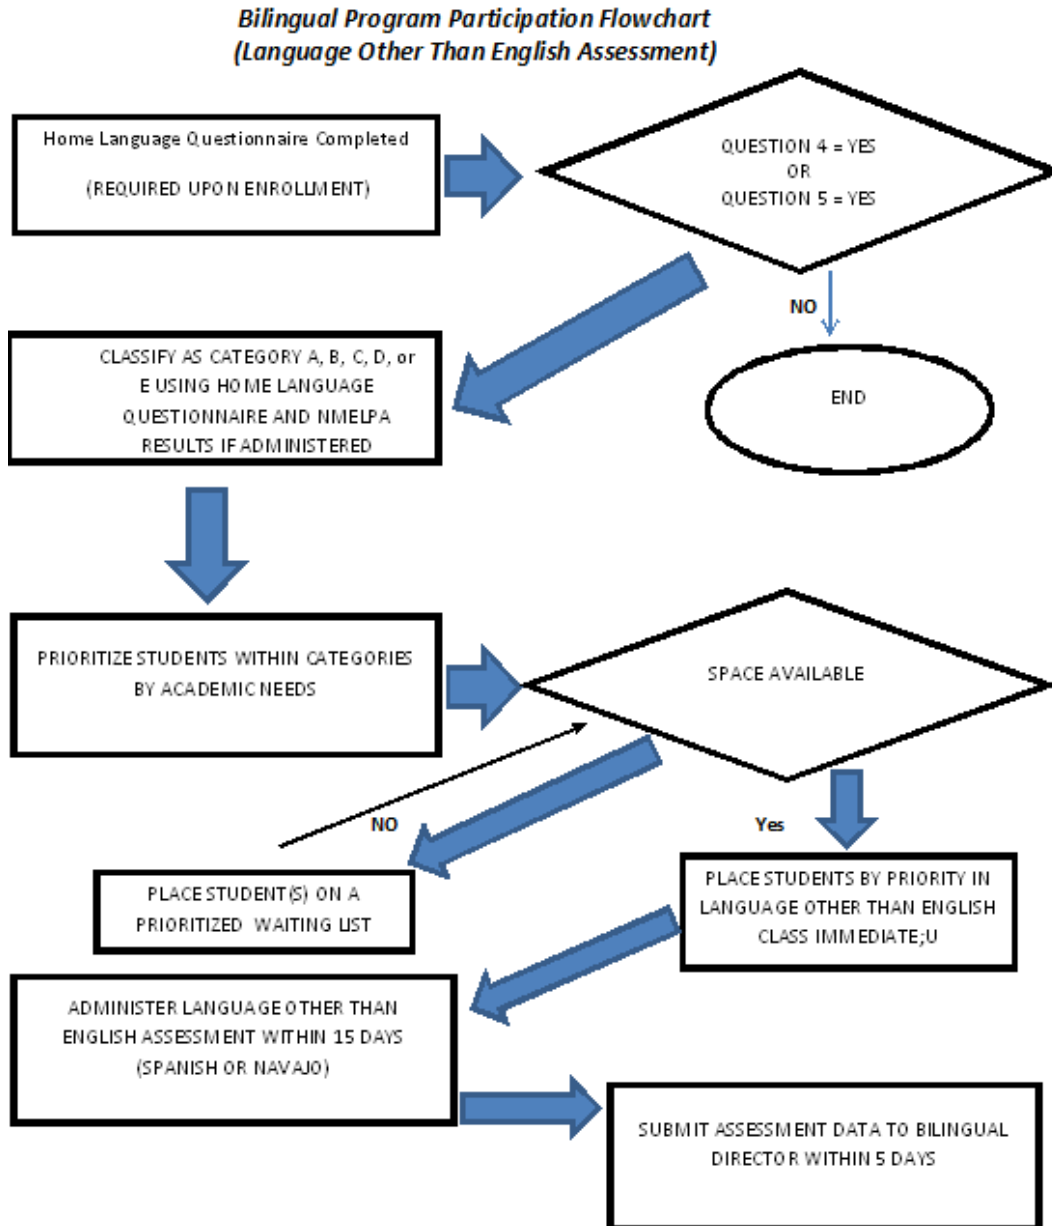 Bilingual Program Participation Flowchart
(Language Other Than English Assessment)
Home Language Questionnaire Completed
(REQUIRED UPON ENROLLMENT)
QUESTION 4 = YES
OR
QUESTION 5 = YES
NO
END
CLASSIFY AS CATEGORY A, B, C, D, or
E USING HOME LANGUAGE
QUESTIONNAIRE AND NMELPA
RESULTS IF ADMINISTERED
PRIORITIZE STUDENTS WITHIN CATEGORIES
BY ACADEMIC NEEDS
SPACE AVAILABLE
NO
Yes
PLACE STUDENT(S) ON A
PRIORITIZED WAITING LIST
PLACE STUDENTS BY PRIORITY IN
LANGUAGE OTHER THAN ENGLISH
CLASS IMMEDIATE;U
ADMINISTER LANGUAGE OTHER THAN
ENGLISH ASSESSMENT WITHIN 15 DAYS
(SPANISH OR NAVAJO)
SUBMIT ASSESSMENT DATA TO BILINGUAL
DIRECTOR WITHIN 5 DAYS